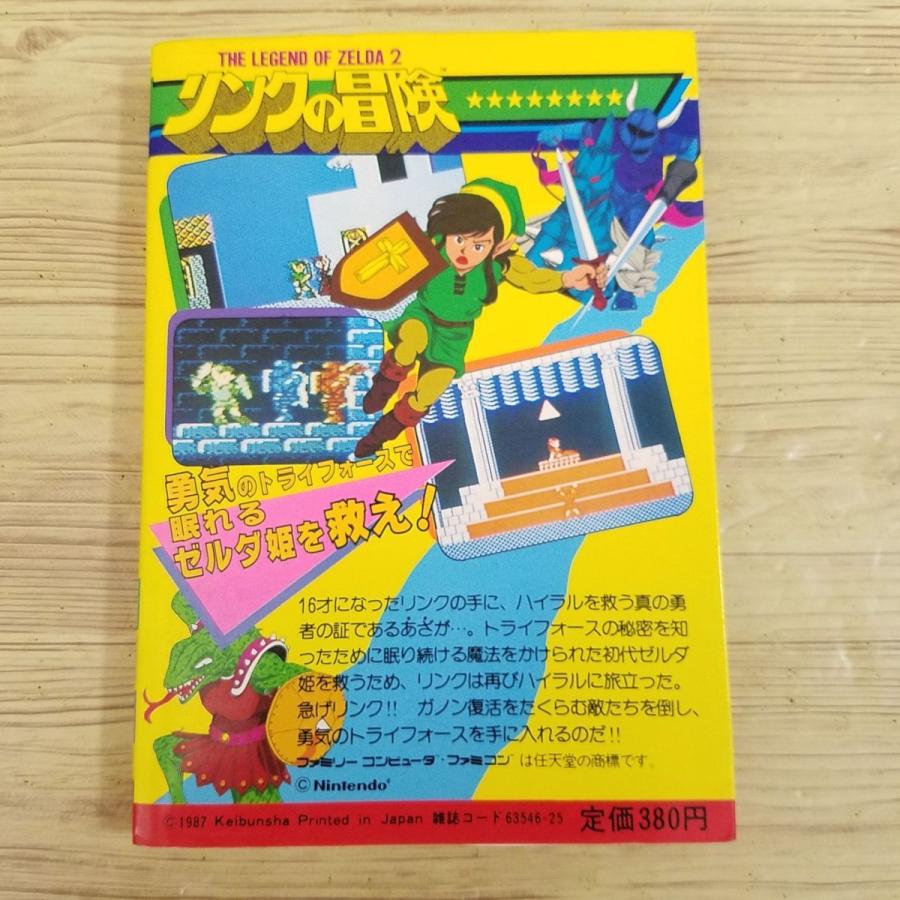 THE LEGEND OF ZELDA 2
リンクの冒険™
★★★★★★★★
勇気のトライフォースで
眠れる
ゼルダ姫を救え!
16才になったリンクの手に、ハイラルを救う真の勇
者の証であるあざが…。トライフォースの秘密を知
ったために眠り続ける魔法をかけられた初代ゼルダ
姫を救うため、リンクは再びハイラルに旅立った。
急げリンク!! ガノン復活をたくらむ敵たちを倒し、
勇気のトライフォースを手に入れるのだ!!
ファミリー コンピュータ™・ファミコン™ は任天堂の商標です。
©Nintendo®
©1987 Keibunsha Printed in Japan 雑誌コード 63546-25 定価380円